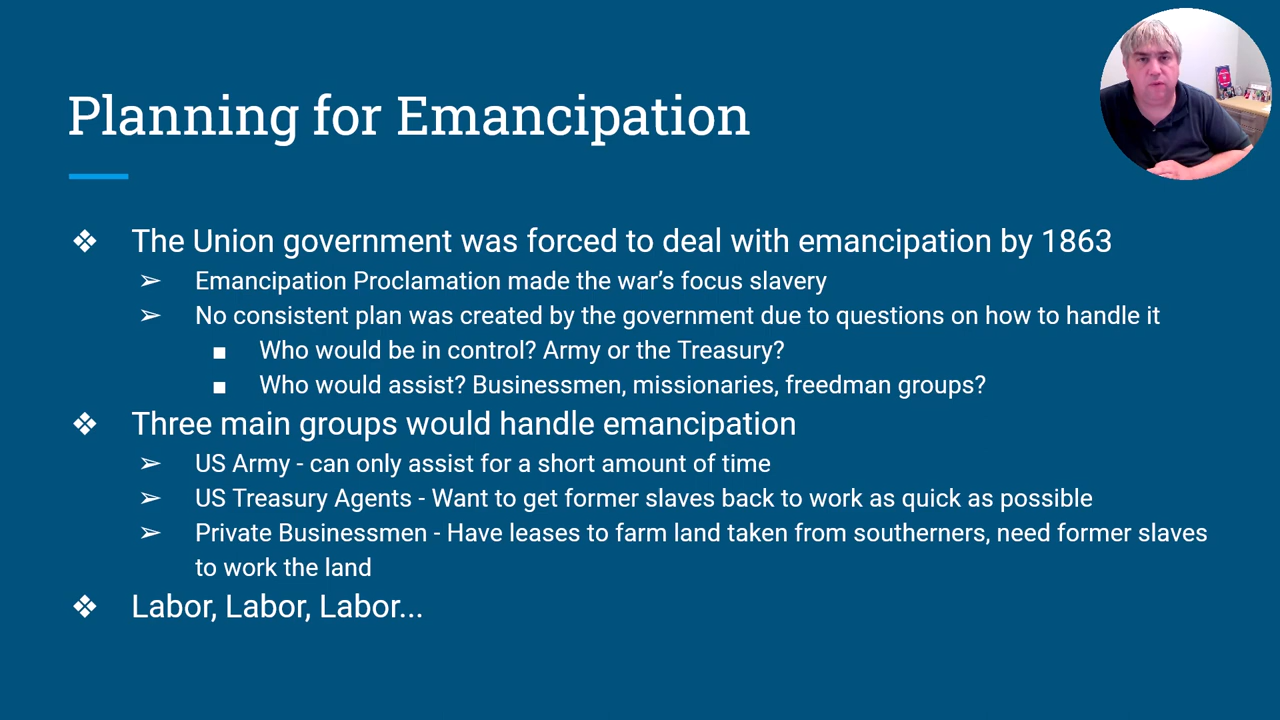 Planning for Emancipation
❖ The Union government was forced to deal with emancipation by 1863
➢ Emancipation Proclamation made the war's focus slavery
➢ No consistent plan was created by the government due to questions on how to handle it
■ Who would be in control? Army or the Treasury?
■ Who would assist? Businessmen, missionaries, freedman groups?
❖ Three main groups would handle emancipation
➢ US Army - can only assist for a short amount of time
➢ US Treasury Agents - Want to get former slaves back to work as quick as possible
➢ Private Businessmen - Have leases to farm land taken from southerners, need former slaves
to work the land
❖ Labor, Labor, Labor...